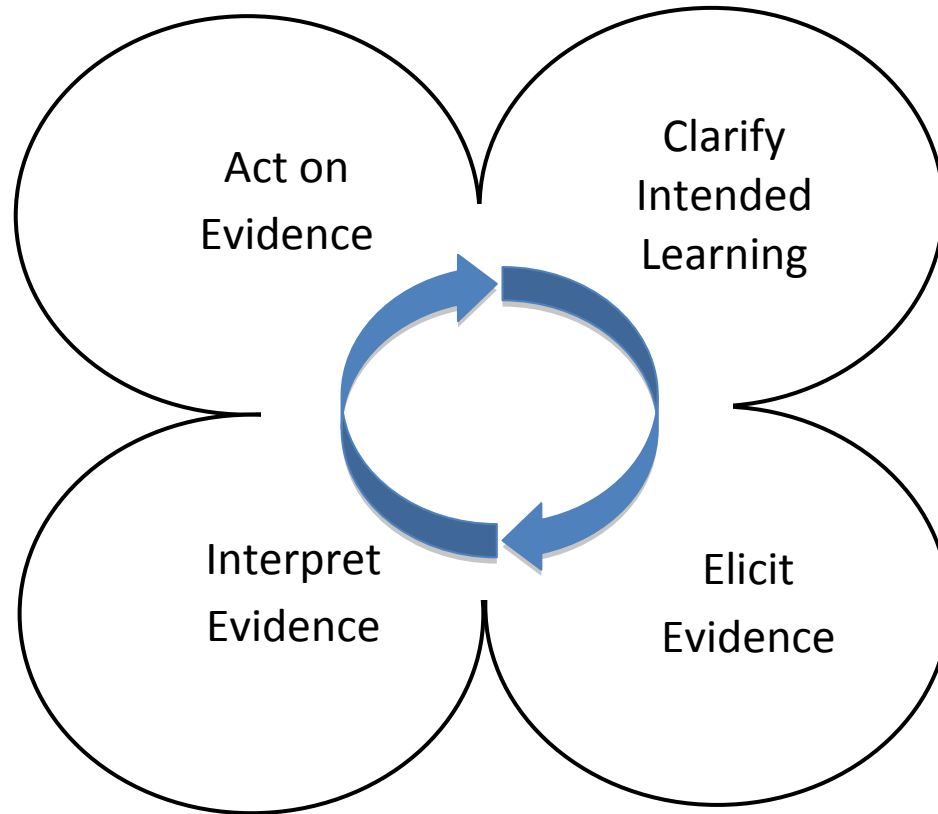 Act on
Evidence
Clarify
Intended
Learning
Interpret
Evidence
Elicit
Evidence